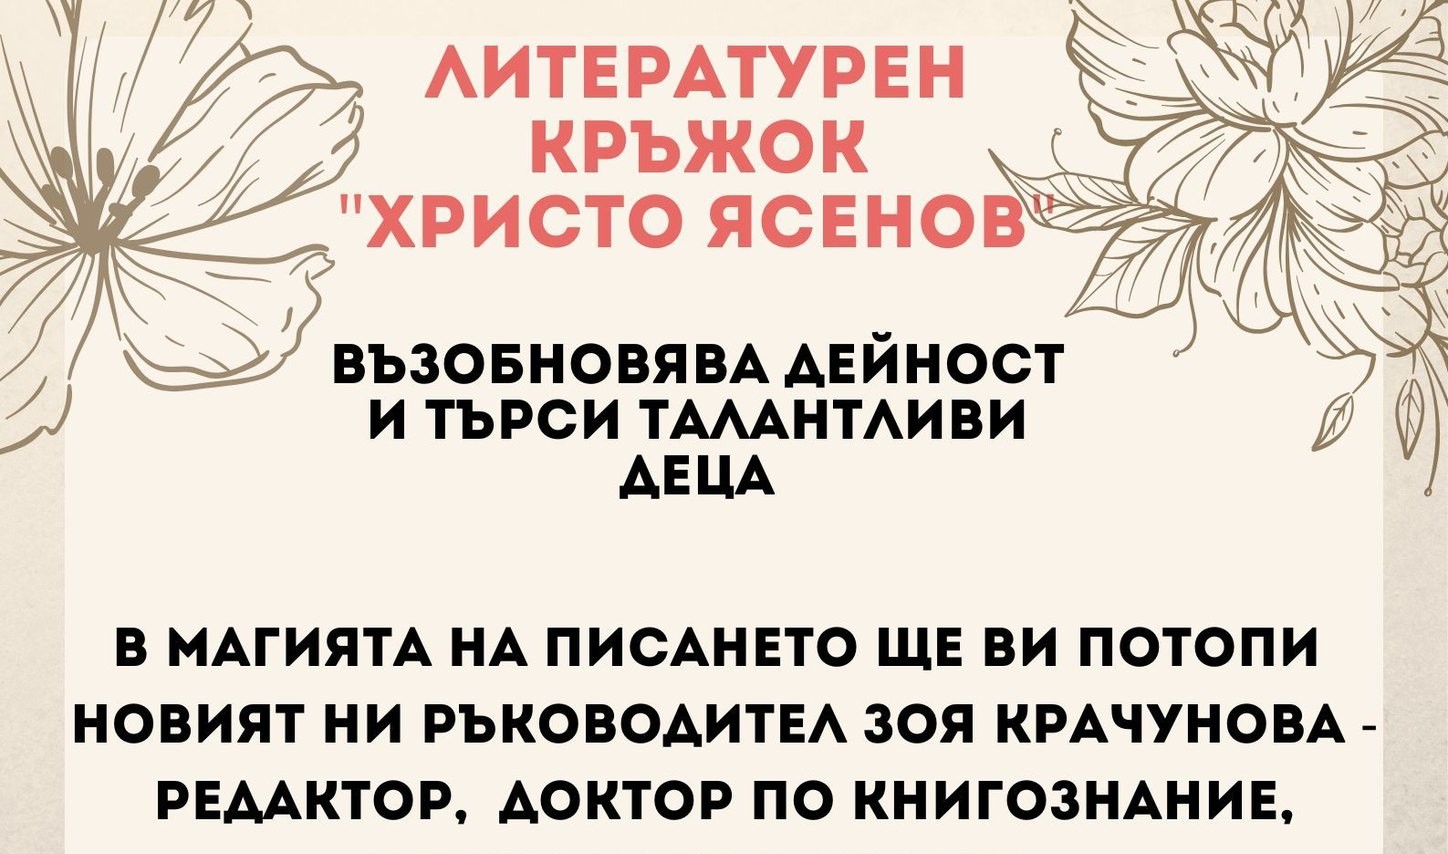 ЛИТЕРАТУРЕН
КРЪЖОК
"ХРИСТО ЯСЕНОВ"
ВЪЗОБНОВЯВА ДЕЙНОСТ
И ТЪРСИ ТАЛАНТЛИВИ
ДЕЦА
В МАГИЯТА НА ПИСАНЕТО ЩЕ ВИ ПОТОПИ
НОВИЯТ НИ РЪКОВОДИТЕЛ ЗОЯ КРАЧУНОВА -
РЕДАКТОР, ДОКТОР ПО КНИГОЗНАНИЕ,